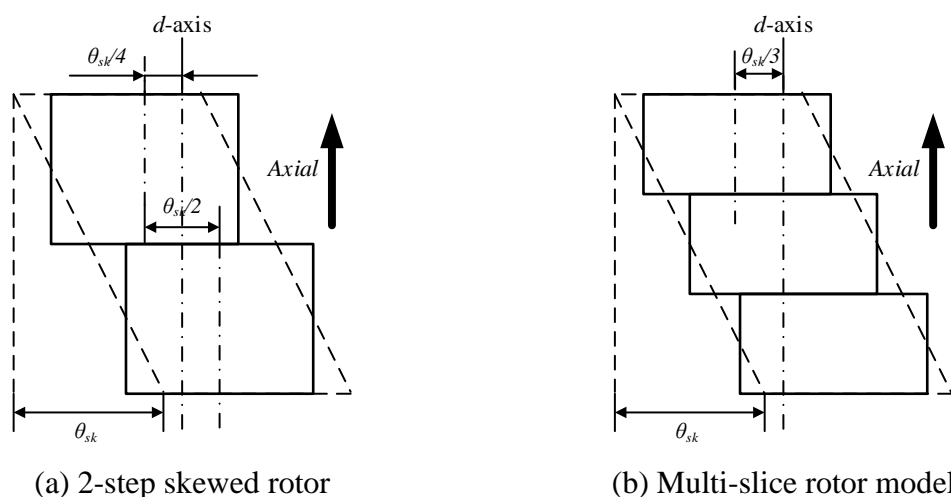 d-axis
θsk/4
Axial
θsk/2
θsk
(a) 2-step skewed rotor
d-axis
θsk/3
Axial
θsk
(b) Multi-slice rotor model